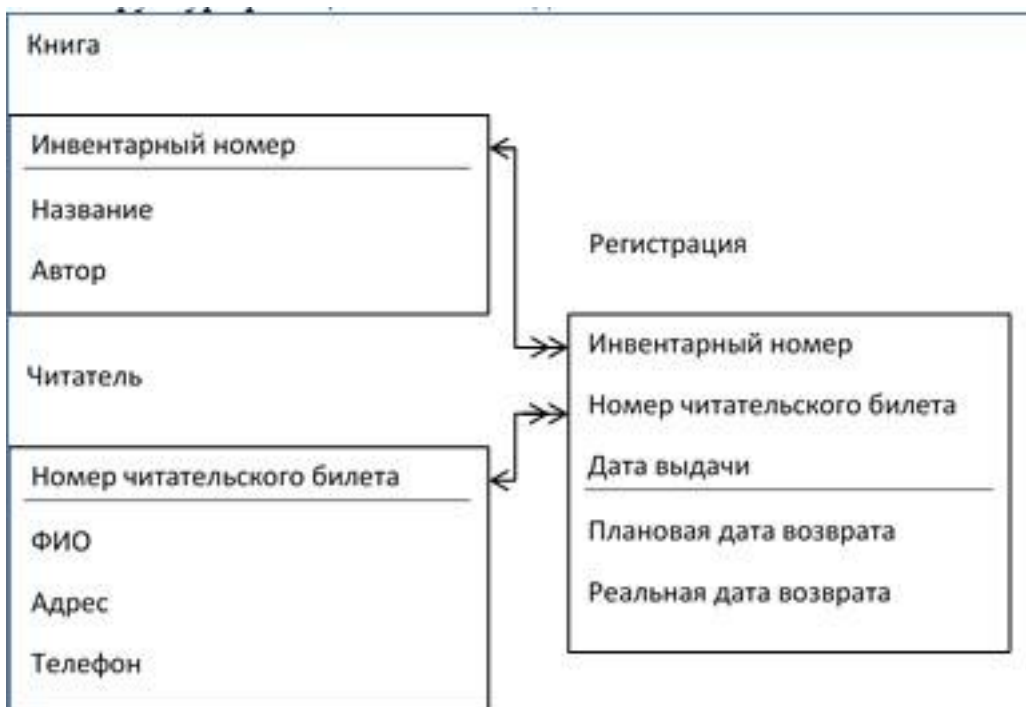 Книга
Инвентарный номер
Название
Автор
Читатель
Номер читательского билета
ФИО
Адрес
Телефон
Регистрация
Инвентарный номер
Номер читательского билета
Дата выдачи
Плановая дата возврата
Реальная дата возврата